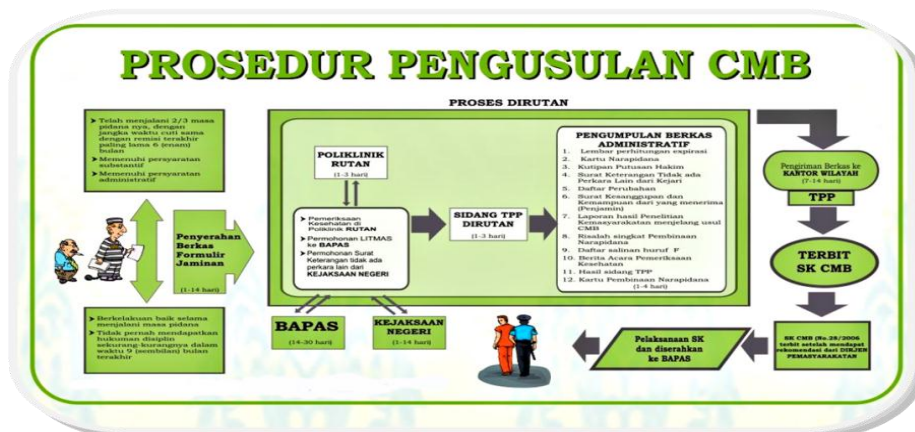 PROSEDUR PENGUSULAN CMB
PROSES DIRUTAN
➤ Telah menjalani 2/3 masa
pidana nya, dengan
jangka waktu cuti sama
dengan remisi terakhir
paling lama 6 (enam)
bulan
➤ Memenuhi persyaratan
substantif
➤ Memenuhi persyaratan
administratif
Penyerahan
Berkas
Formulir
Jaminan
(1-14 hari)
➤ Berkelakuan baik selama
menjalani masa pidana
➤ Tidak pernah mendapatkan
hukuman disiplin
sekurang-kurangnya dalam
waktu 9 (sembilan) bulan
terakhir
POLIKLINIK
RUTAN
(1-3 hari)
➤ Pemeriksaan
Kesehatan di
Poliklinik RUTAN
➤ Permohonan LITMAS
ke BAPAS
➤ Permohonan Surat
Keterangan tidak ada
perkara lain dari
KEJAKSAAN NEGERI
BAPAS
(14-30 hari)
KEJAKSAAN
NEGERI
(1-14 hari)
SIDANG TPP
DIRUTAN
(1-3 hari)
PENGUMPULAN BERKAS
ADMINISTRATIF
1. Lembar perhitungan expirasi
2. Kartu Narapidana
3. Kutipan Putusan Hakim
4. Surat Keterangan Tidak ada
Perkara Lain dari Kejari
5. Daftar Perubahan
6. Surat Kesanggupan dan
Kemampuan dari yang menerima
(Penjamin)
7. Laporan hasil Penelitian
Kemasyarakatan menjelang usul
CMB
8. Risalah singkat Pembinaan
Narapidana
9. Daftar salinan huruf F
10. Berita Acara Pemeriksaan
Kesehatan
11. Hasil sidang TPP
12. Kartu Pembinaan Narapidana
(1-4 hari)
Pengiriman Berkas ke
KANTOR WILAYAH
(7-14 hari)
TPP
TERBIT
SK CMB
SK CMB (No.28/2006
terbit setelah mendapat
rekomendasi dari DIRJEN
PEMASYARAKATAN
Pelaksanaan SK
dan diserahkan
ke BAPAS